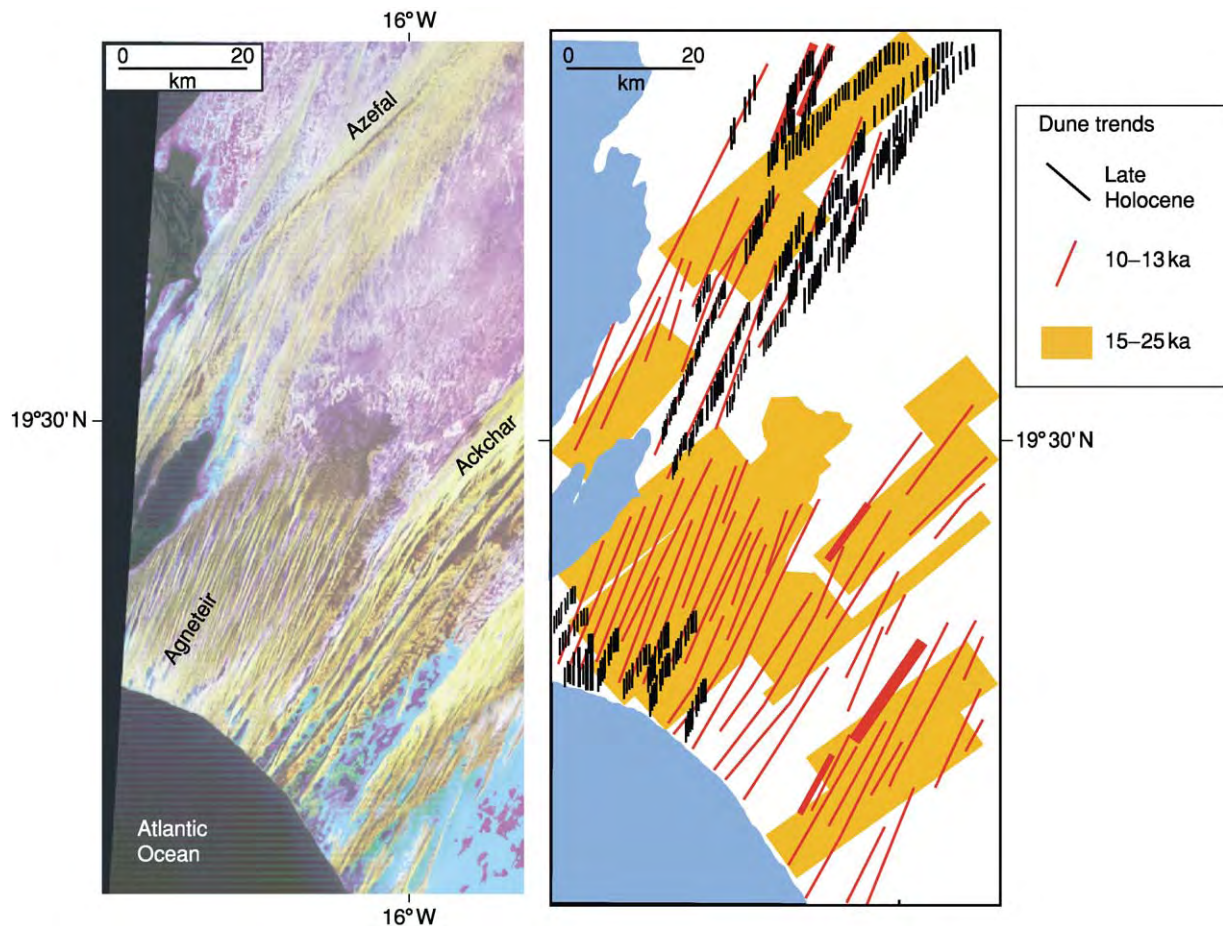 16°W
0 20
km
Azefal
19°30'N
Ackchar
Agneteir
Atlantic
Ocean
16°W
0 20
km
19°30'N
Dune trends
Late
Holocene
10–13 ka
15–25 ka